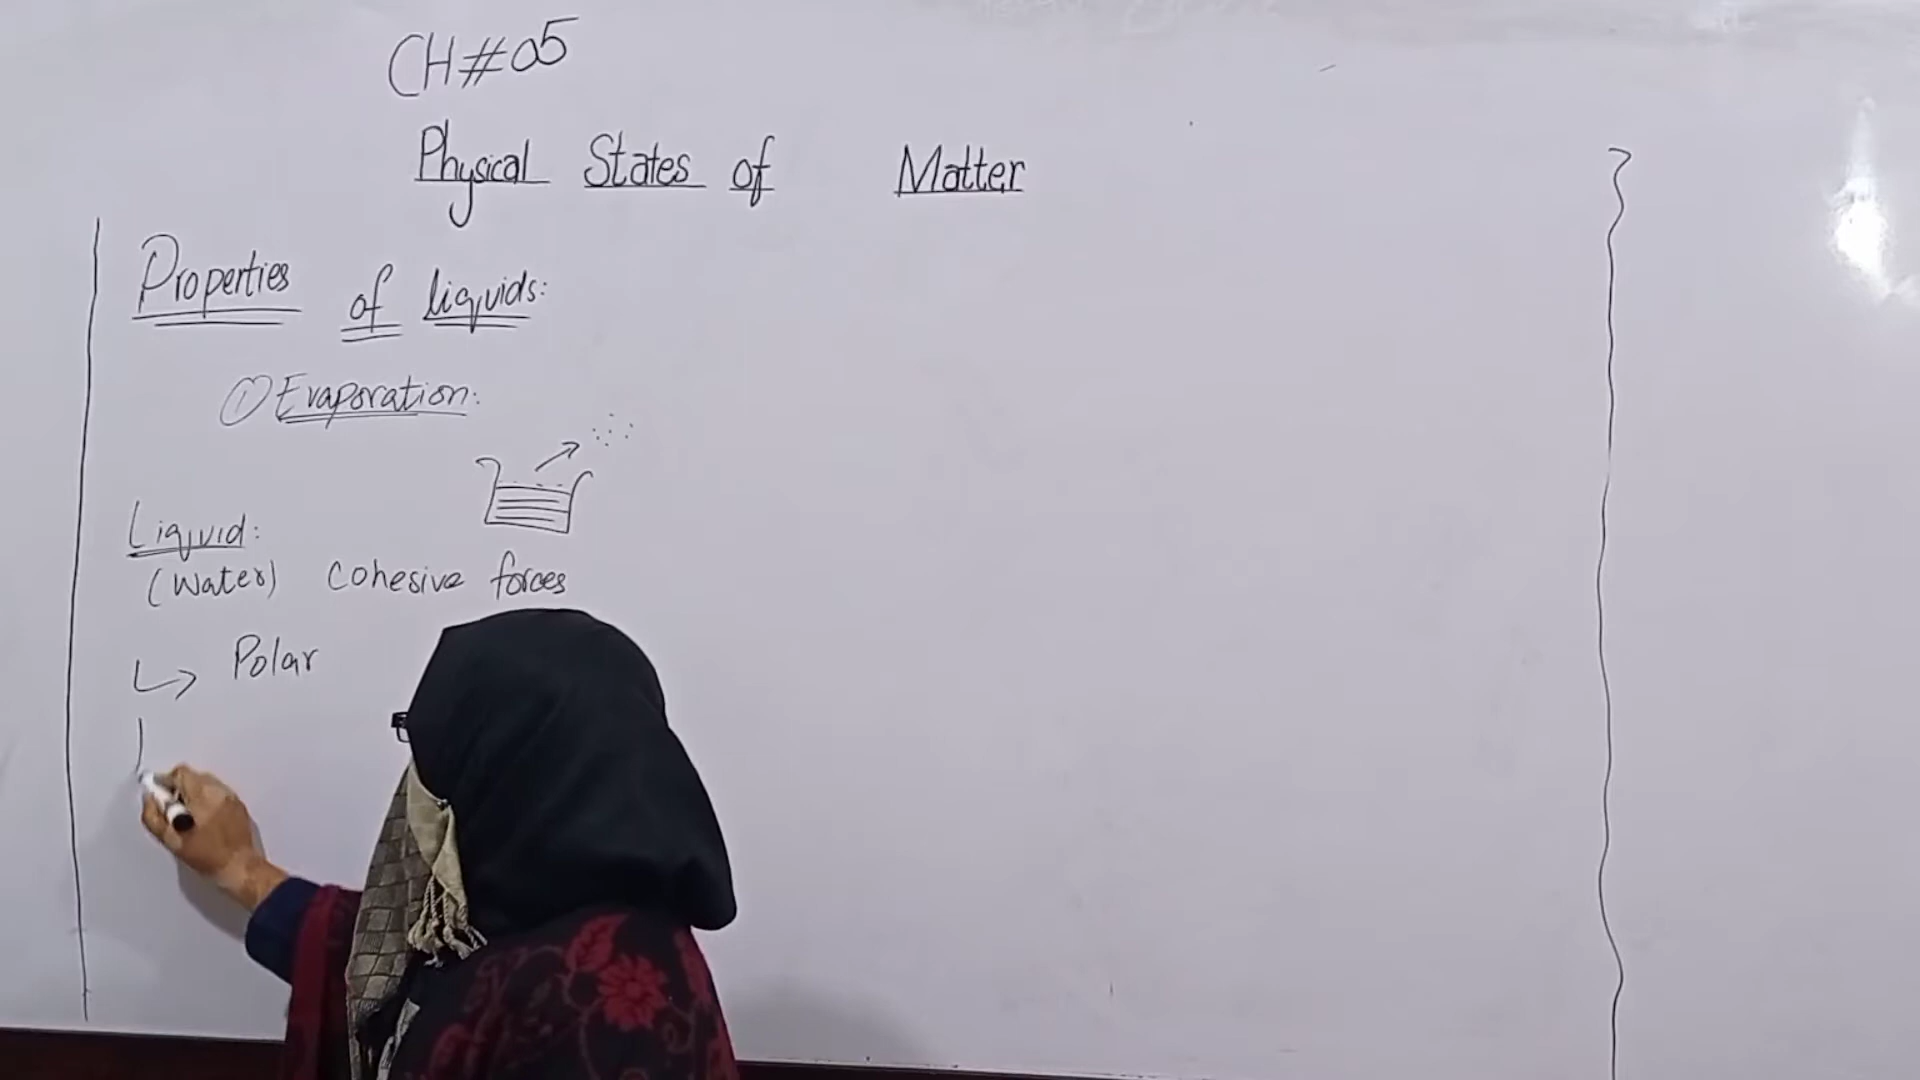 CH#05
Physical States of Matter
Properties of liquids:
① Evaporation:
Liquid:
(Water) Cohesive forces
↳ Polar